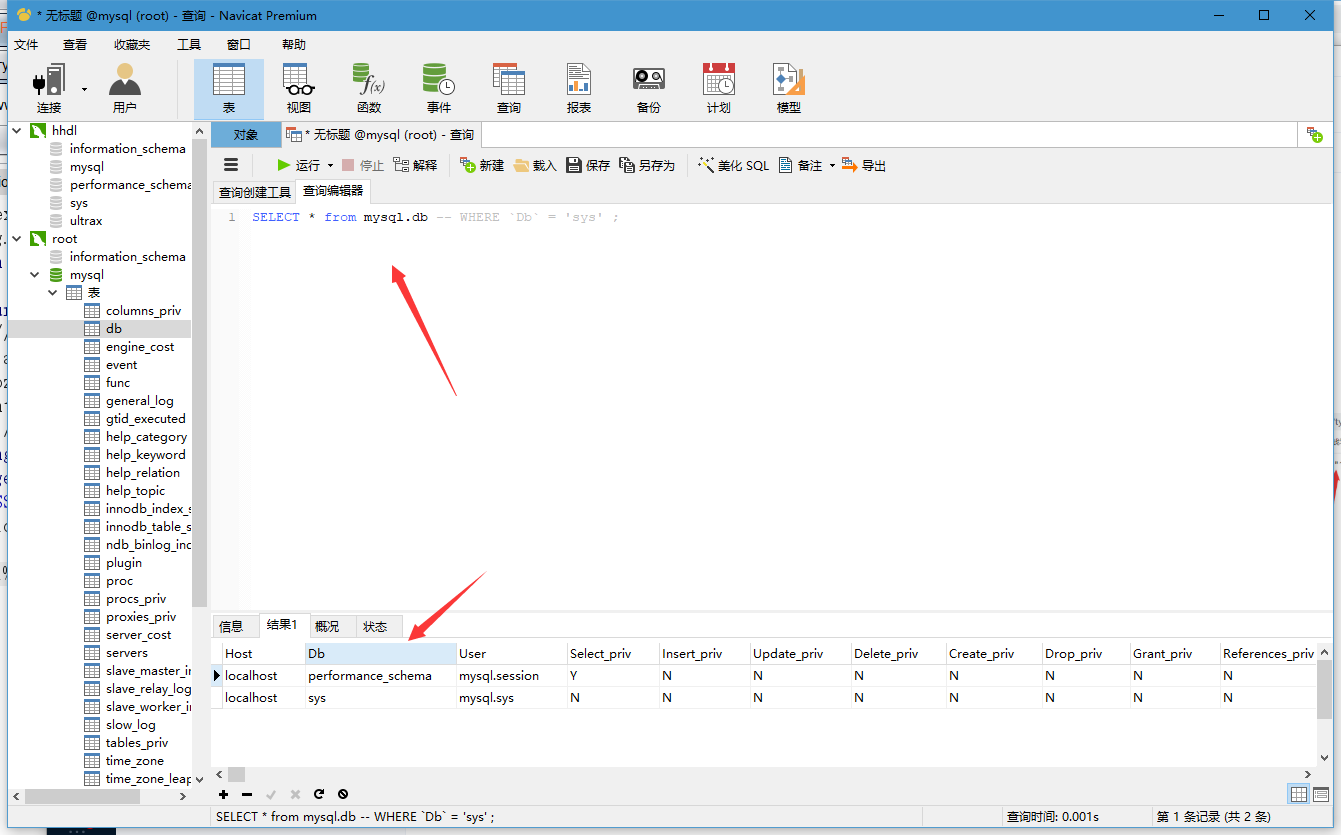 * 无标题 @mysql (root) - 查询 - Navicat Premium
文件 查看 收藏夹 工具 窗口 帮助
连接 用户 表 视图 函数 事件 查询 报表 备份 计划 模型
hhdl
information_schema
mysql
performance_schema
sys
ultrax
root
information_schema
mysql
表
columns_priv
db
engine_cost
event
func
general_log
gtid_executed
help_category
help_keyword
help_relation
help_topic
innodb_index_s
innodb_table_s
ndb_binlog_inc
plugin
proc
procs_priv
proxies_priv
server_cost
servers
slave_master_in
slave_relay_log
slave_worker_in
slow_log
tables_priv
time_zone
time_zone_leap
对象 * 无标题 @mysql (root) - 查询
运行 停止 解释 新建 载入 保存 另存为 美化 SQL 备注 导出
查询创建工具 查询编辑器
1 SELECT * from mysql.db -- WHERE `Db` = 'sys' ;
信息 结果1 概况 状态
Host Db User Select_priv Insert_priv Update_priv Delete_priv Create_priv Drop_priv Grant_priv References_priv
localhost performance_schema mysql.session Y N N N N N N N
localhost sys mysql.sys N N N N N N N N
SELECT * from mysql.db -- WHERE `Db` = 'sys' ; 查询时间: 0.001s 第 1 条记录 (共 2 条)